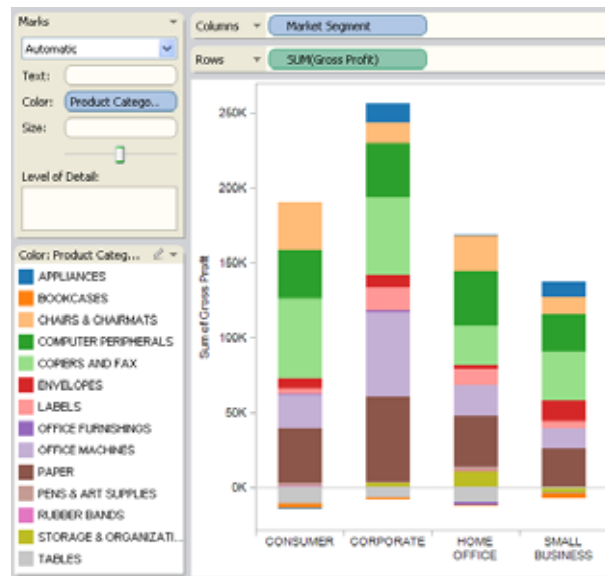 Marks
Automatic
Text:
Color: Product Catego...
Size:
Level of Detail:
Color: Product Categ...
APPLIANCES
BOOKCASES
CHAIRS & CHAIRMATS
COMPUTER PERIPHERALS
COPIERS AND FAX
ENVELOPES
LABELS
OFFICE FURNISHINGS
OFFICE MACHINES
PAPER
PENS & ART SUPPLIES
RUBBER BANDS
STORAGE & ORGANIZATI...
TABLES
Columns Market Segment
Rows SUM(Gross Profit)
Sum of Gross Profit
250K
200K
150K
100K
50K
0K
CONSUMER CORPORATE HOME OFFICE SMALL BUSINESS